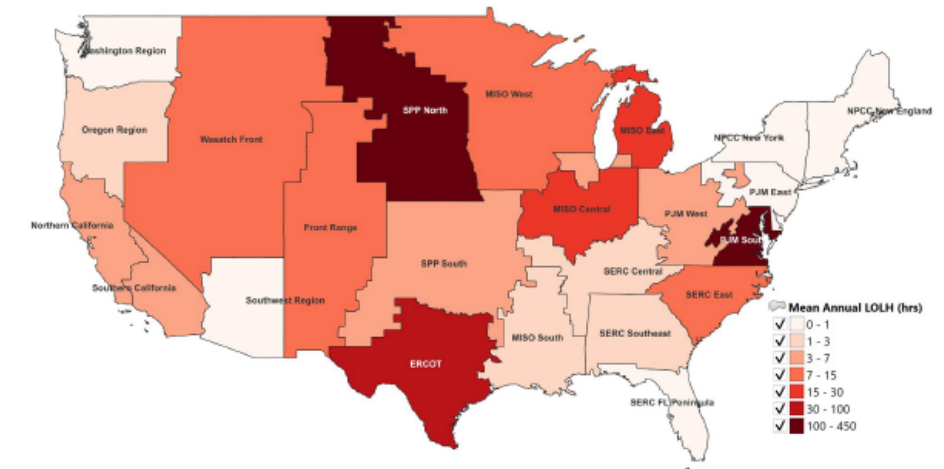 Washington Region
Oregon Region
Wasatch Front
SPP North
MISO West
MISO East
NPCC New England
NPCC New York
PJM East
Northern California
Front Range
MISO Central
PJM West
PJM South
Southern California
Southwest Region
SPP South
SERC Central
SERC East
MISO South
SERC Southeast
ERCOT
SERC FL Peninsula
Mean Annual LOLH (hrs)
0 - 1
1 - 3
3 - 7
7 - 15
15 - 30
30 - 100
100 - 450